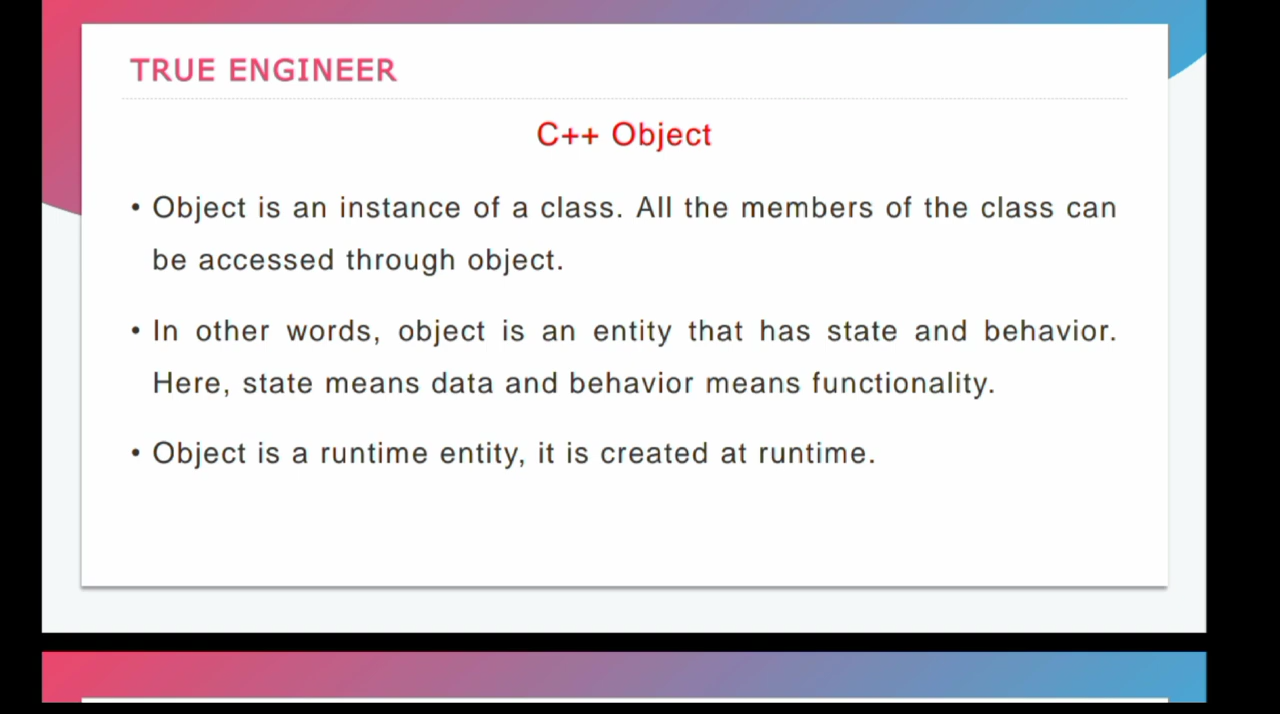 TRUE ENGINEER
C++ Object
• Object is an instance of a class. All the members of the class can
be accessed through object.
• In other words, object is an entity that has state and behavior.
Here, state means data and behavior means functionality.
• Object is a runtime entity, it is created at runtime.